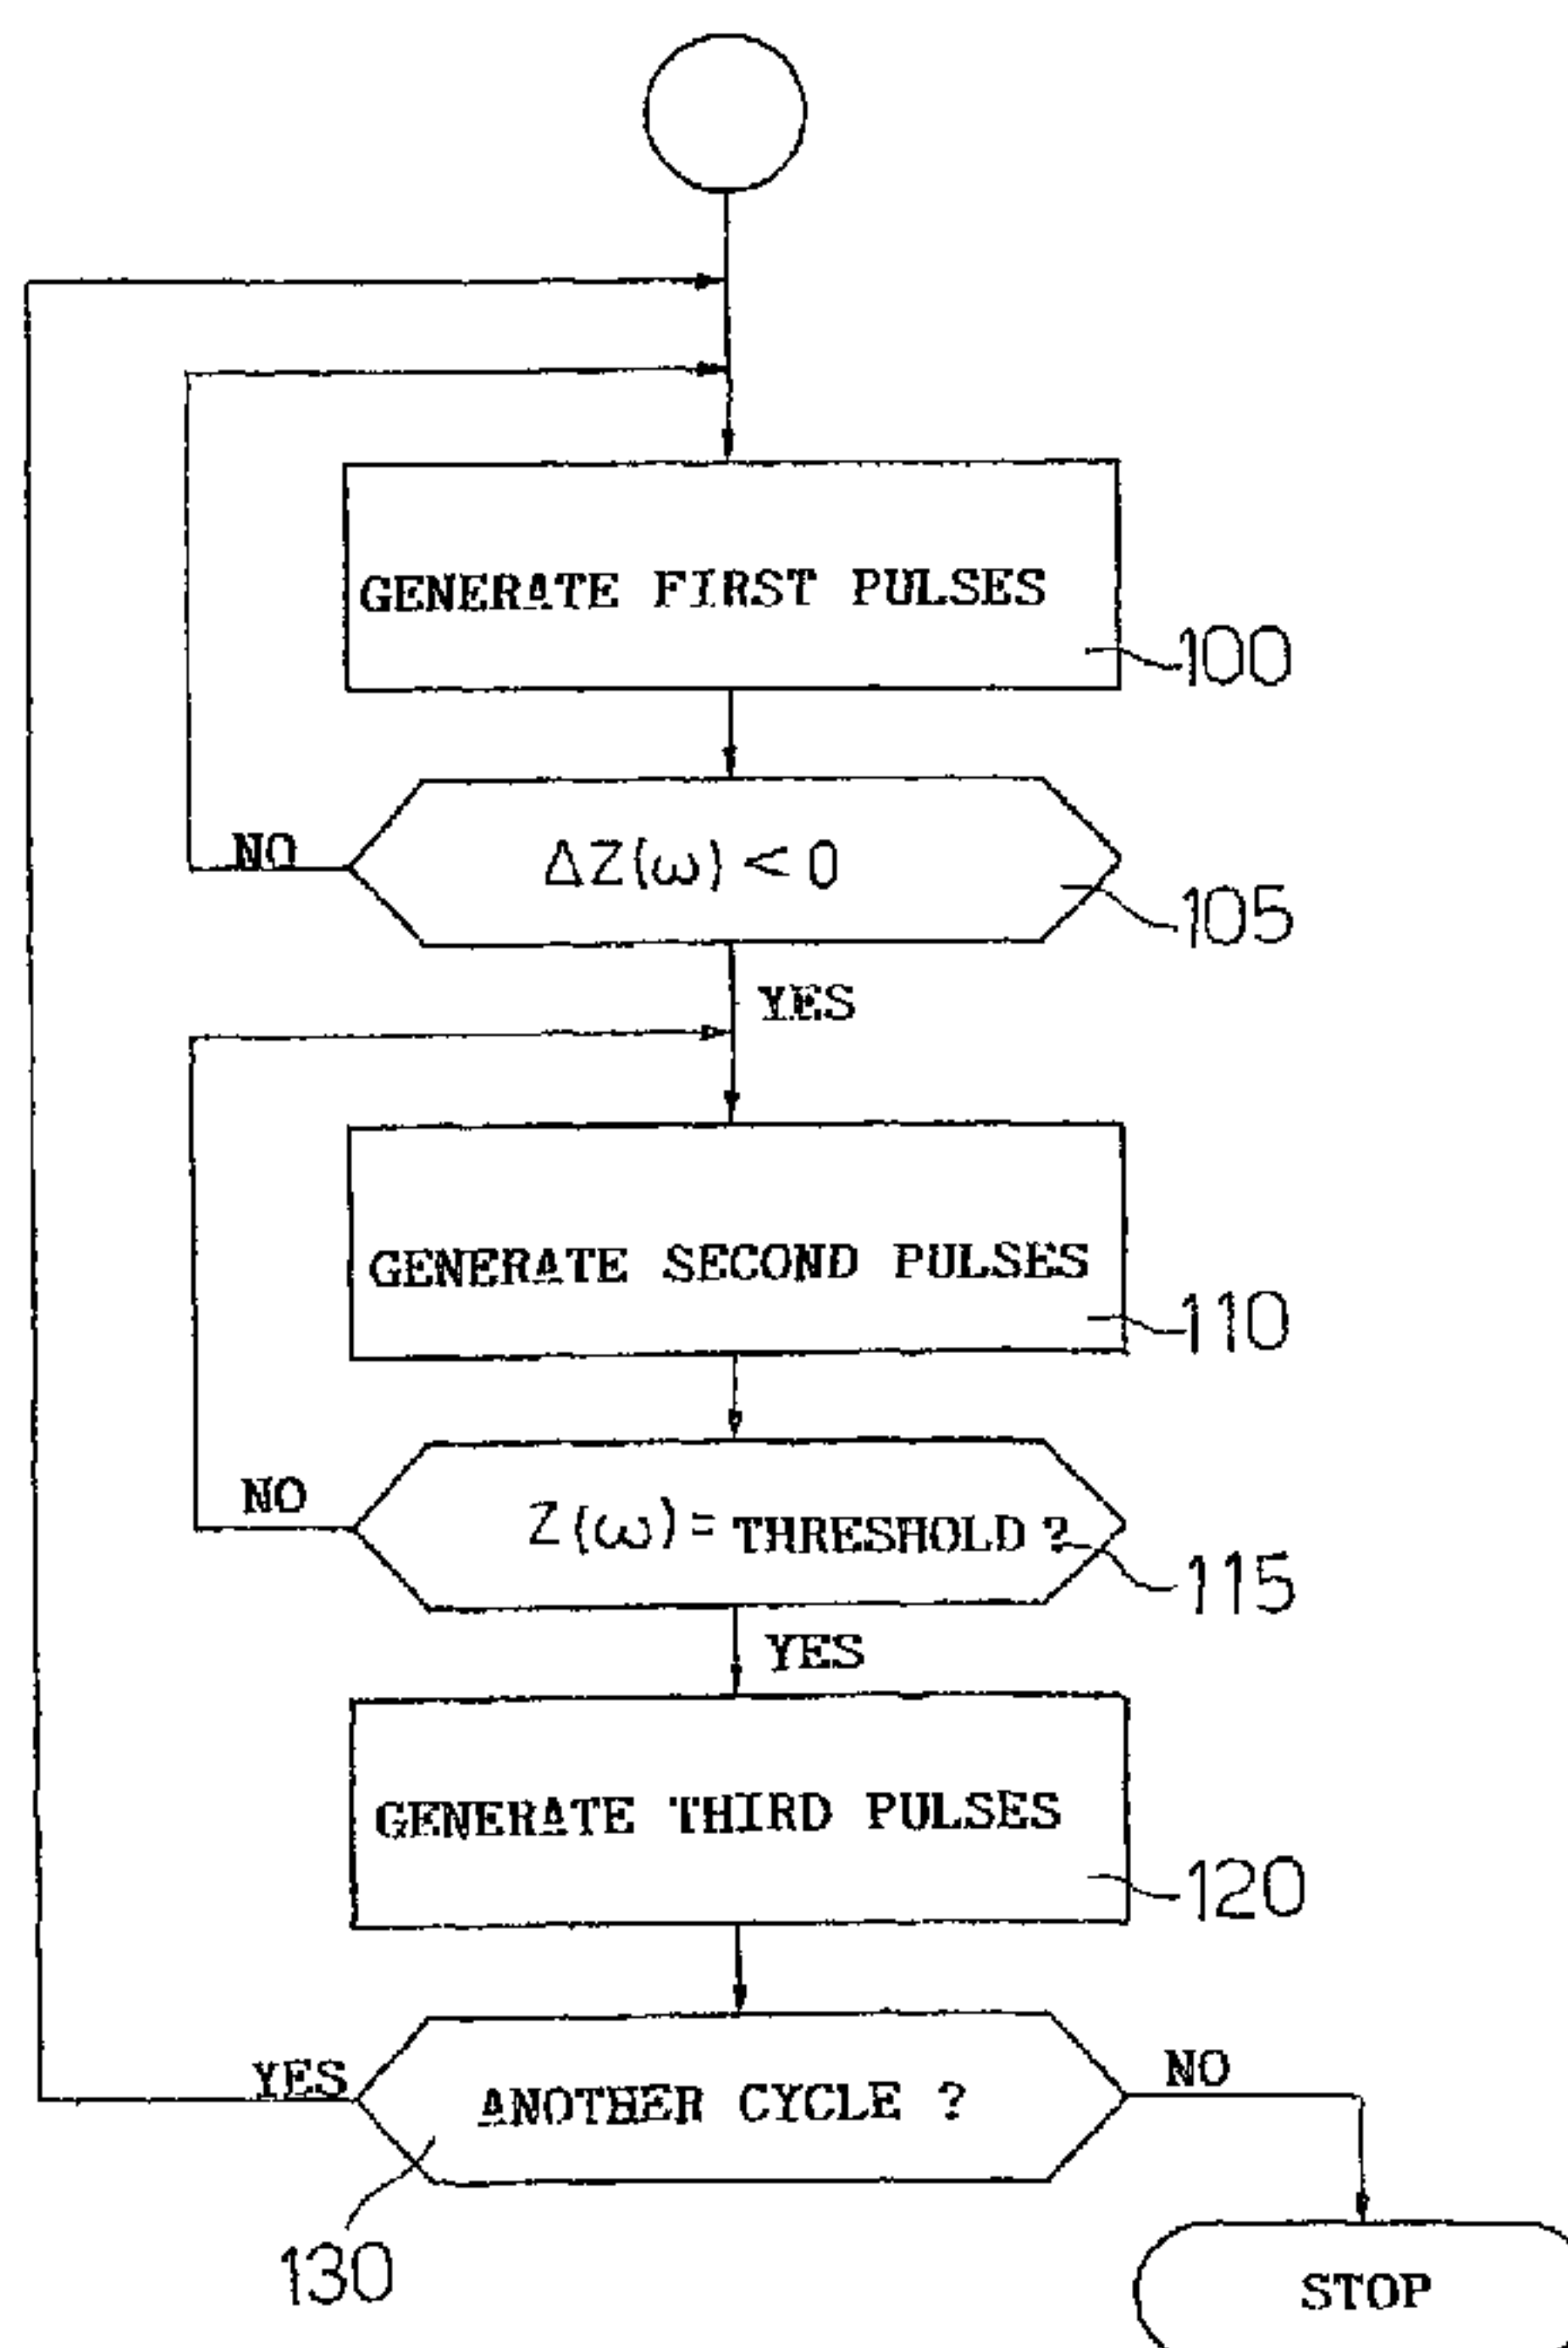 GENERATE FIRST PULSES
100
NO
ΔZ(ω) < 0
105
YES
GENERATE SECOND PULSES
110
NO
Z(ω) = THRESHOLD ?
115
YES
GENERATE THIRD PULSES
120
YES
ANOTHER CYCLE ?
NO
130
STOP